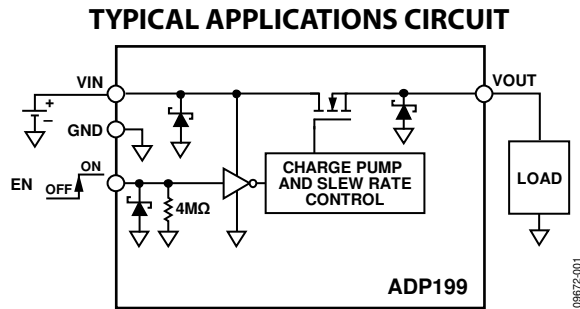 TYPICAL APPLICATIONS CIRCUIT
VIN
VOUT
+
–
GND
ON
EN
OFF
4MΩ
CHARGE PUMP
AND SLEW RATE
CONTROL
LOAD
ADP199
09672-001